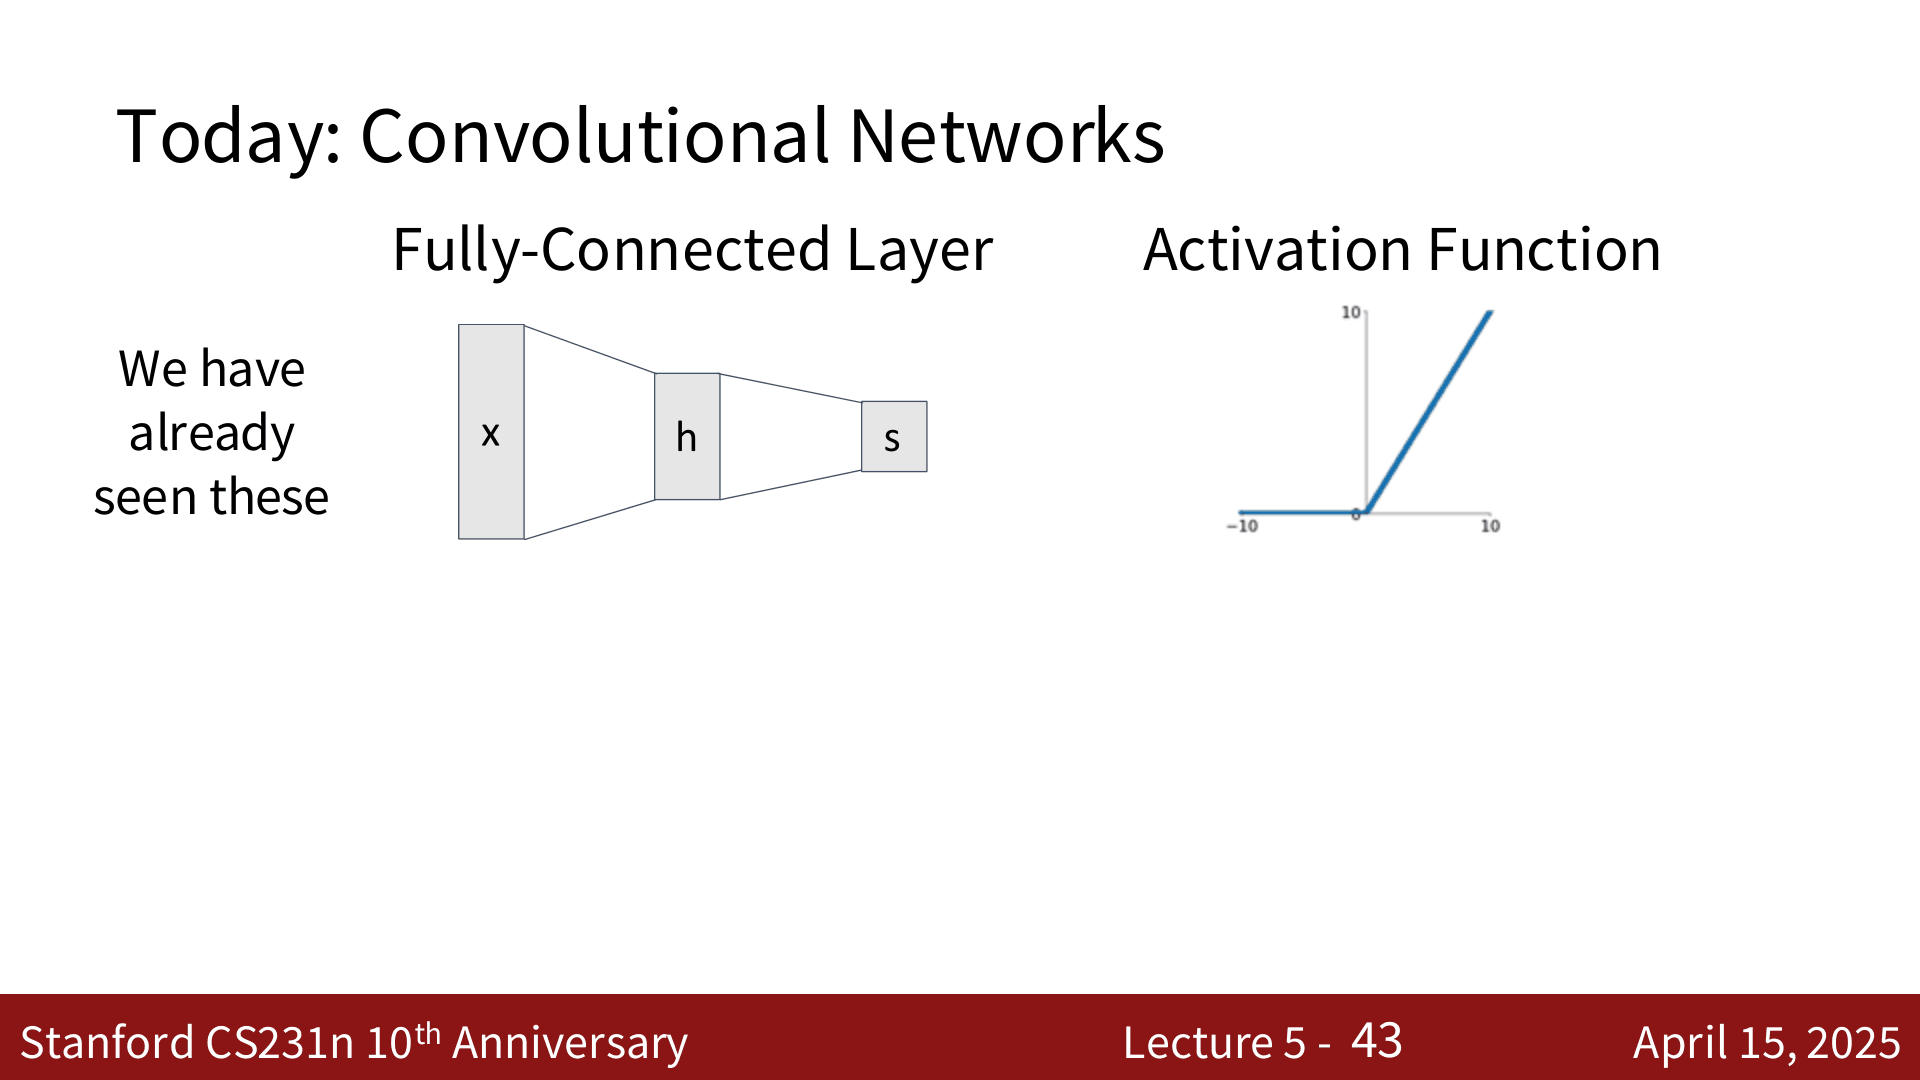 Today: Convolutional Networks
Fully-Connected Layer
Activation Function
We have
already
seen these
x
h
s
10
0
−10
10
Stanford CS231n 10th Anniversary
Lecture 5 - 43
April 15, 2025